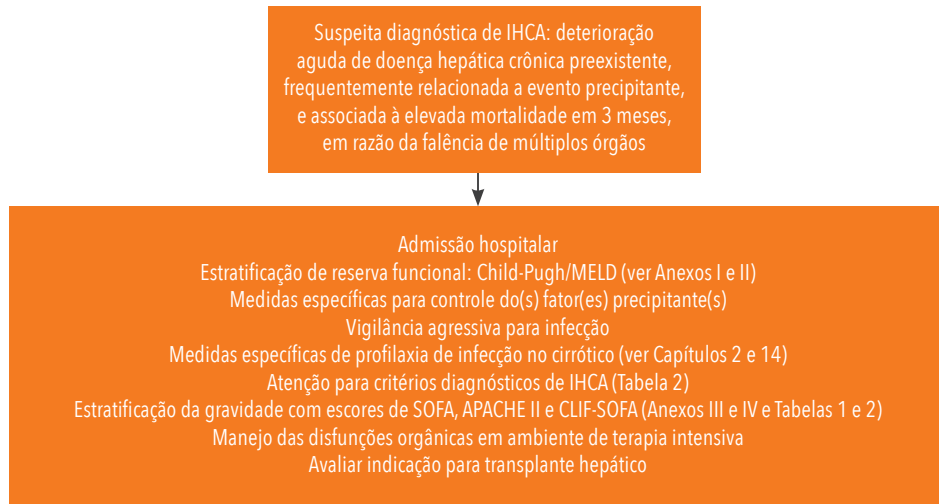 Suspeita diagnóstica de IHCA: deterioração
aguda de doença hepática crônica preexistente,
frequentemente relacionada a evento precipitante,
e associada à elevada mortalidade em 3 meses,
em razão da falência de múltiplos órgãos
Admissão hospitalar
Estratificação de reserva funcional: Child-Pugh/MELD (ver Anexos I e II)
Medidas específicas para controle do(s) fator(es) precipitante(s)
Vigilância agressiva para infecção
Medidas específicas de profilaxia de infecção no cirrótico (ver Capítulos 2 e 14)
Atenção para critérios diagnósticos de IHCA (Tabela 2)
Estratificação da gravidade com escores de SOFA, APACHE II e CLIF-SOFA (Anexos III e IV e Tabelas 1 e 2)
Manejo das disfunções orgânicas em ambiente de terapia intensiva
Avaliar indicação para transplante hepático